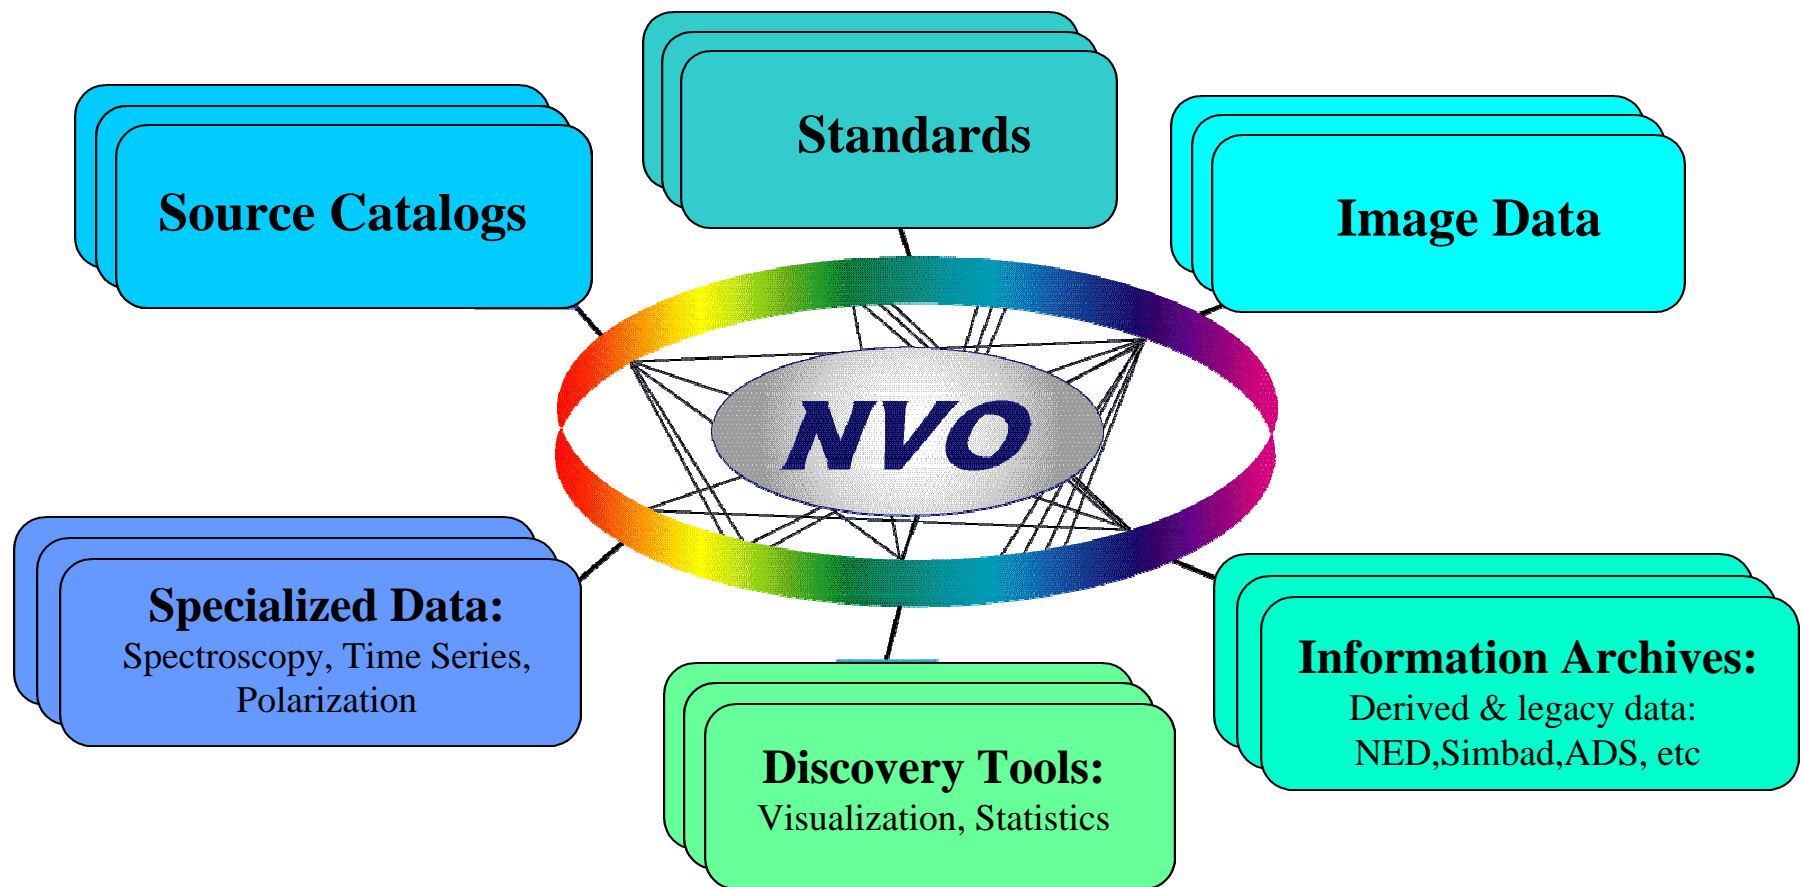 Standards
Source Catalogs
Image Data
NVO
Specialized Data:
Spectroscopy, Time Series,
Polarization
Information Archives:
Derived & legacy data:
NED,Simbad,ADS, etc
Discovery Tools:
Visualization, Statistics